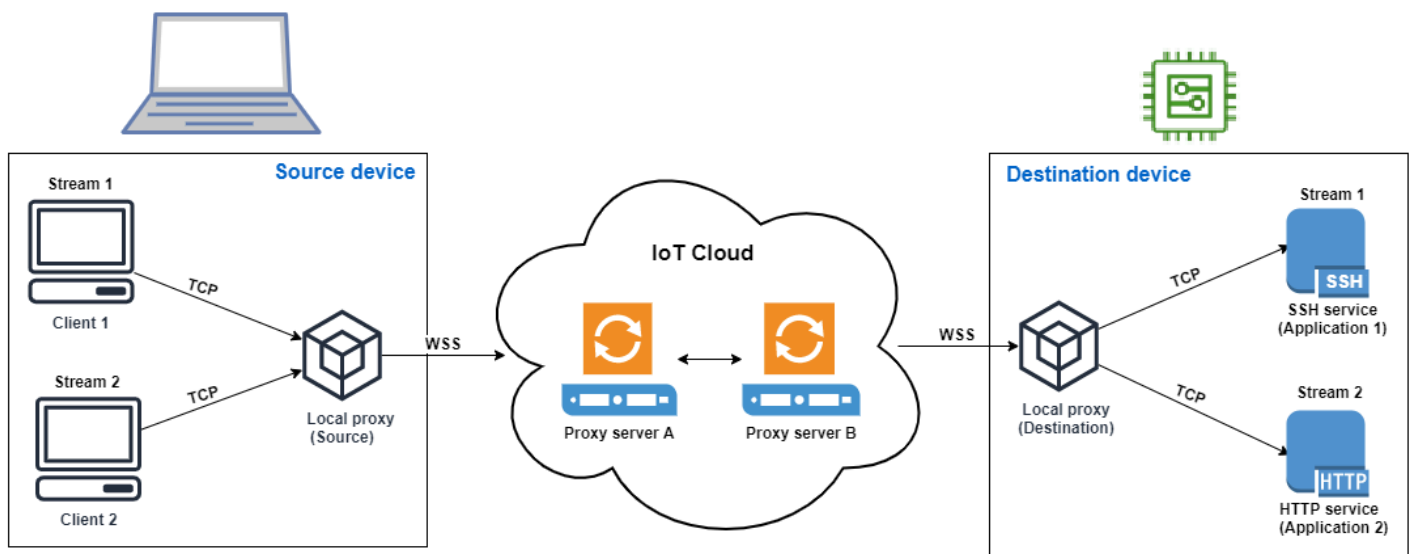 Source device
Stream 1
TCP
Client 1
Stream 2
TCP
Client 2
Local proxy
(Source)
WSS
IoT Cloud
Proxy server A
Proxy server B
WSS
Destination device
Local proxy
(Destination)
TCP
Stream 1
SSH
SSH service
(Application 1)
TCP
Stream 2
HTTP
HTTP service
(Application 2)